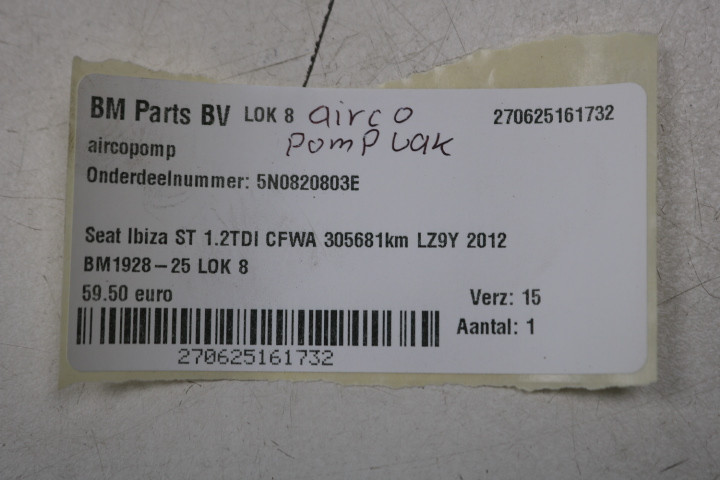 BM Parts BV LOK 8 airco 270625161732
aircopomp pomp vak
Onderdeelnummer: 5N0820803E
Seat Ibiza ST 1.2TDI CFWA 305681km LZ9Y 2012
BM1928-25 LOK 8
59.50 euro Verz: 15
Aantal: 1
270625161732